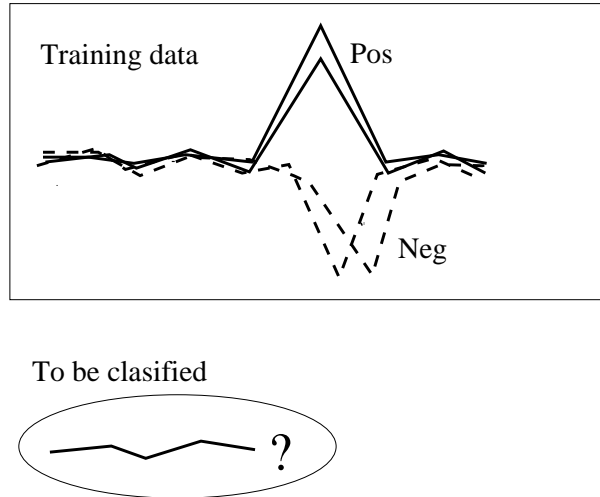 Training data
Pos
Neg
To be clasified
?